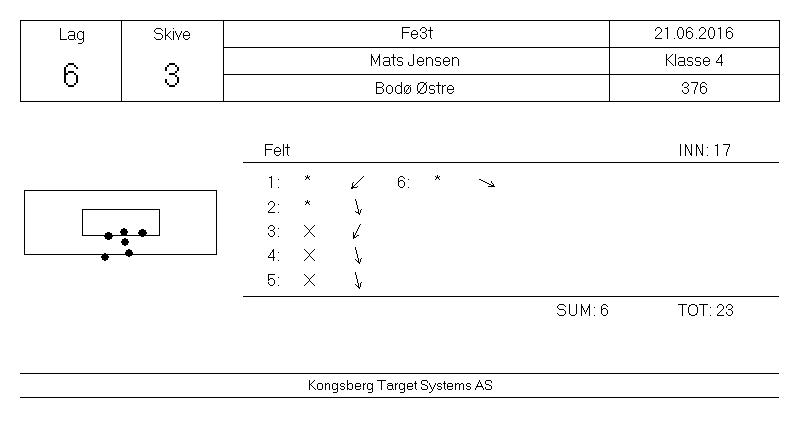 Lag Skive Fe3t 21.06.2016
6 3 Mats Jensen Klasse 4
Bodø Østre 376
Felt INN: 17
1: * ↙ 6: * ↘
2: * ↘
3: X ↙
4: X ↘
5: X ↘
SUM: 6 TOT: 23
Kongsberg Target Systems AS